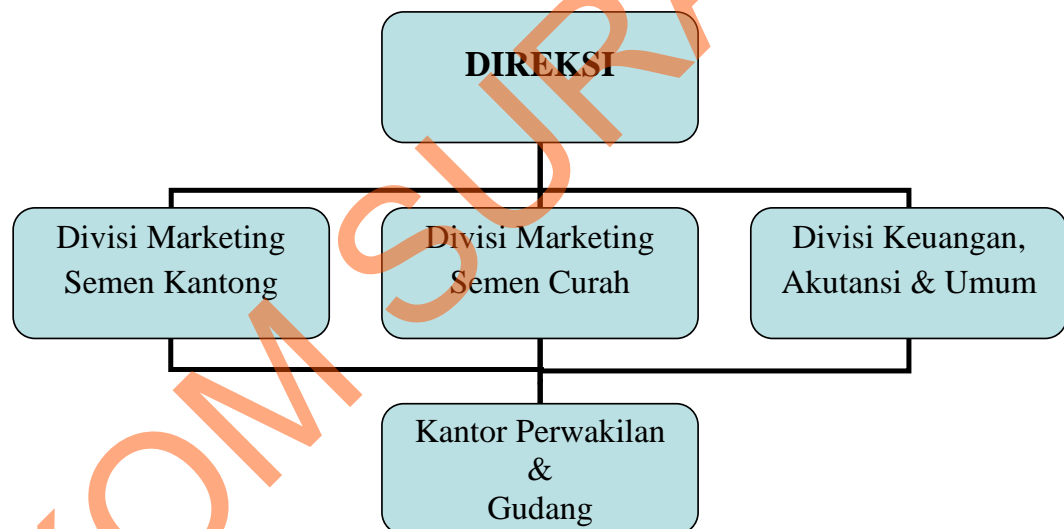 DIREKSI
Divisi Marketing
Semen Kantong
Divisi Marketing
Semen Curah
Divisi Keuangan,
Akutansi & Umum
Kantor Perwakilan
&
Gudang